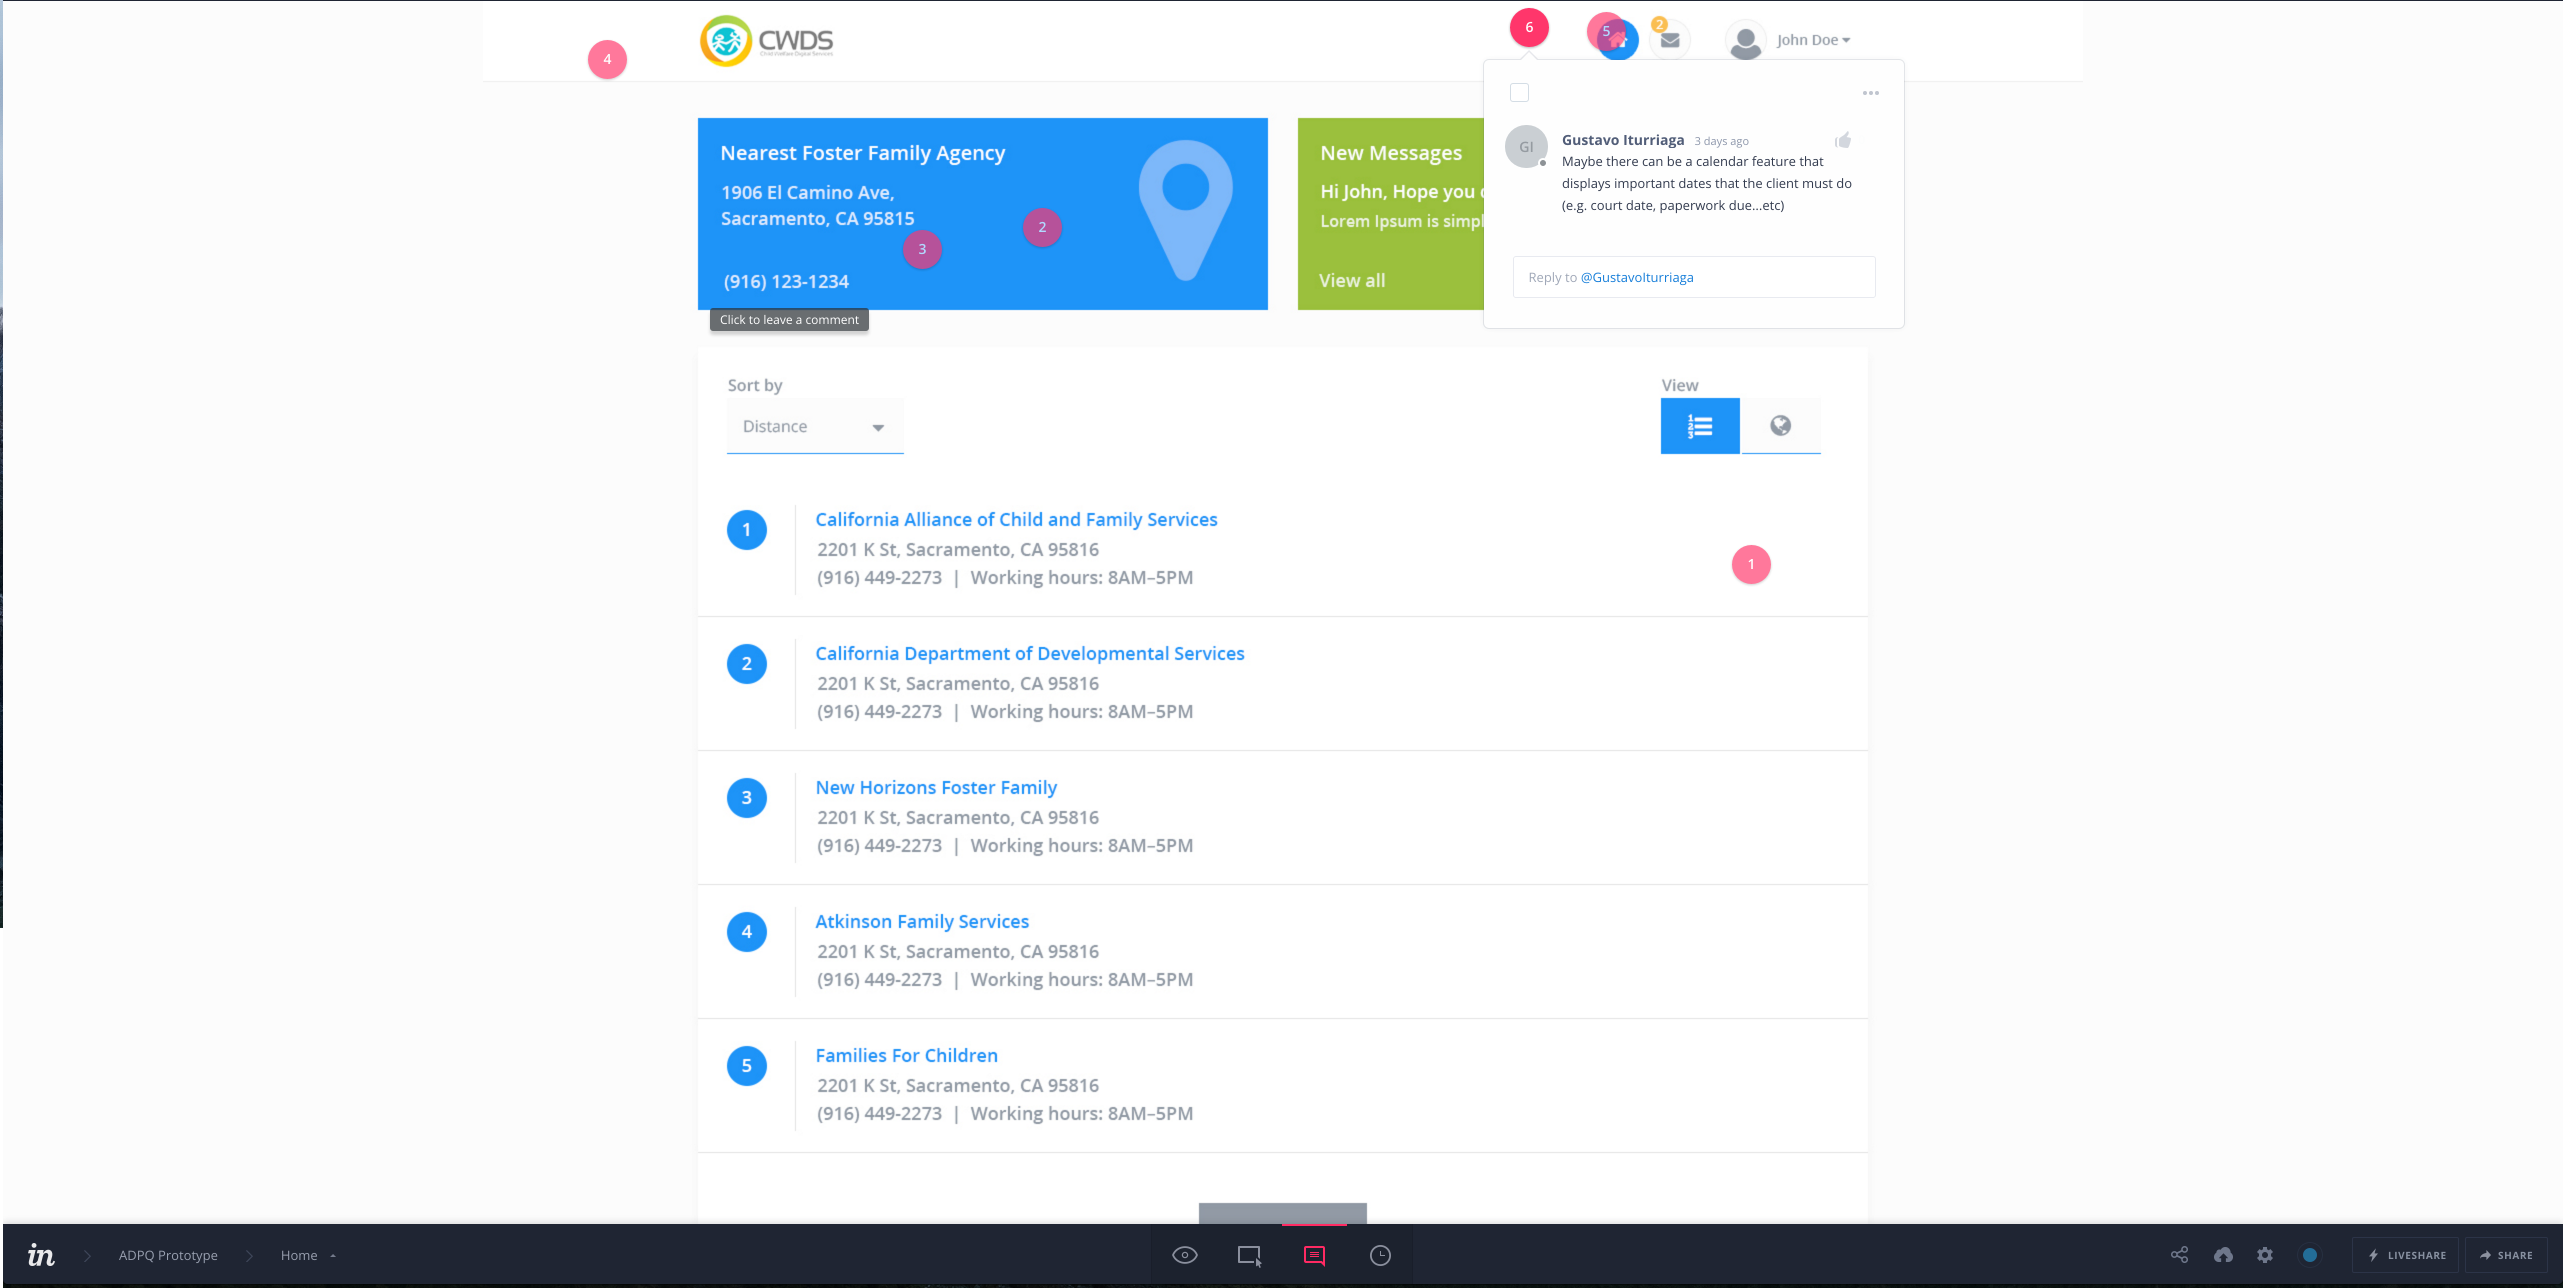 4
CWDS
6
5
2
John Doe
Nearest Foster Family Agency
1906 El Camino Ave,
Sacramento, CA 95815
2
3
(916) 123-1234
New Messages
Hi John, Hope you
Lorem Ipsum is simpl
View all
GI
Gustavo Iturriaga 3 days ago
Maybe there can be a calendar feature that
displays important dates that the client must do
(e.g. court date, paperwork due...etc)
Reply to @GustavoIturriaga
Click to leave a comment
Sort by
Distance
View
1
2
3
1
California Alliance of Child and Family Services
2201 K St, Sacramento, CA 95816
(916) 449-2273 | Working hours: 8AM–5PM
1
2
California Department of Developmental Services
2201 K St, Sacramento, CA 95816
(916) 449-2273 | Working hours: 8AM–5PM
3
New Horizons Foster Family
2201 K St, Sacramento, CA 95816
(916) 449-2273 | Working hours: 8AM–5PM
4
Atkinson Family Services
2201 K St, Sacramento, CA 95816
(916) 449-2273 | Working hours: 8AM–5PM
5
Families For Children
2201 K St, Sacramento, CA 95816
(916) 449-2273 | Working hours: 8AM–5PM
in
ADPQ Prototype
Home
LIVESHARE
SHARE